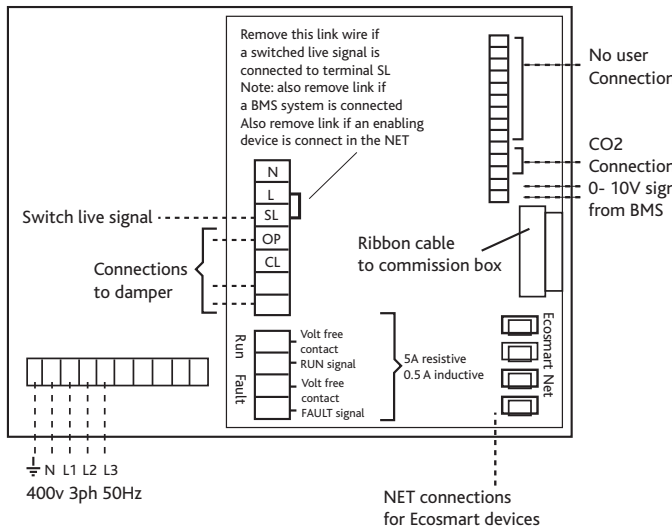 Remove this link wire if
a switched live signal is
connected to terminal SL
Note: also remove link if
a BMS system is connected
Also remove link if an enabling
device is connect in the NET
No user
Connection
CO2
Connection
0- 10V sign
from BMS
N
L
SL
OP
CL
Switch live signal
Connections
to damper
Ribbon cable
to commission box
Run
Fault
Volt free
contact
RUN signal
Volt free
contact
FAULT signal
5A resistive
0.5 A inductive
Ecosmart Net
N L1 L2 L3
400v 3ph 50Hz
NET connections
for Ecosmart devices